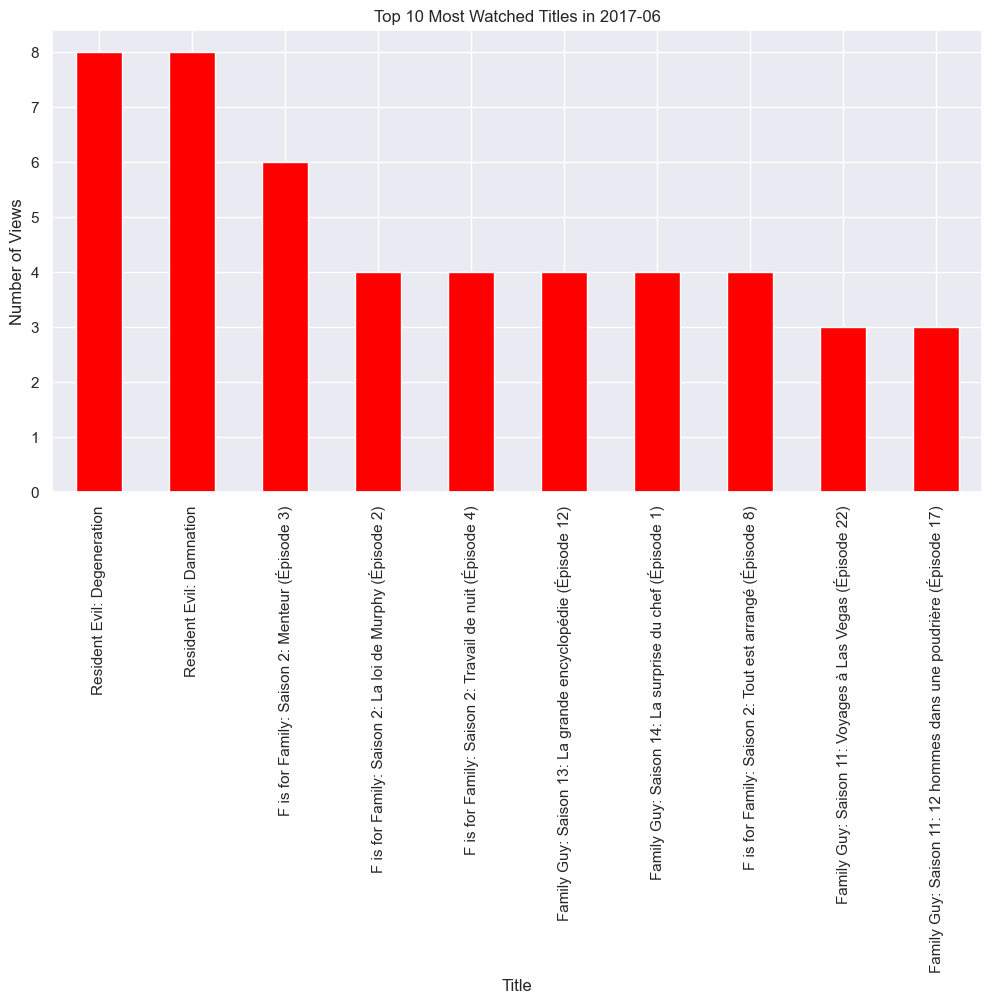 Top 10 Most Watched Titles in 2017-06
Number of Views
8
7
6
5
4
3
2
1
0
Resident Evil: Degeneration
Resident Evil: Damnation
F is for Family: Saison 2: Menteur (Épisode 3)
F is for Family: Saison 2: La loi de Murphy (Épisode 2)
F is for Family: Saison 2: Travail de nuit (Épisode 4)
Family Guy: Saison 13: La grande encyclopédie (Épisode 12)
Family Guy: Saison 14: La surprise du chef (Épisode 1)
F is for Family: Saison 2: Tout est arrangé (Épisode 8)
Family Guy: Saison 11: Voyages à Las Vegas (Épisode 22)
Family Guy: Saison 11: 12 hommes dans une poudrière (Épisode 17)
Title